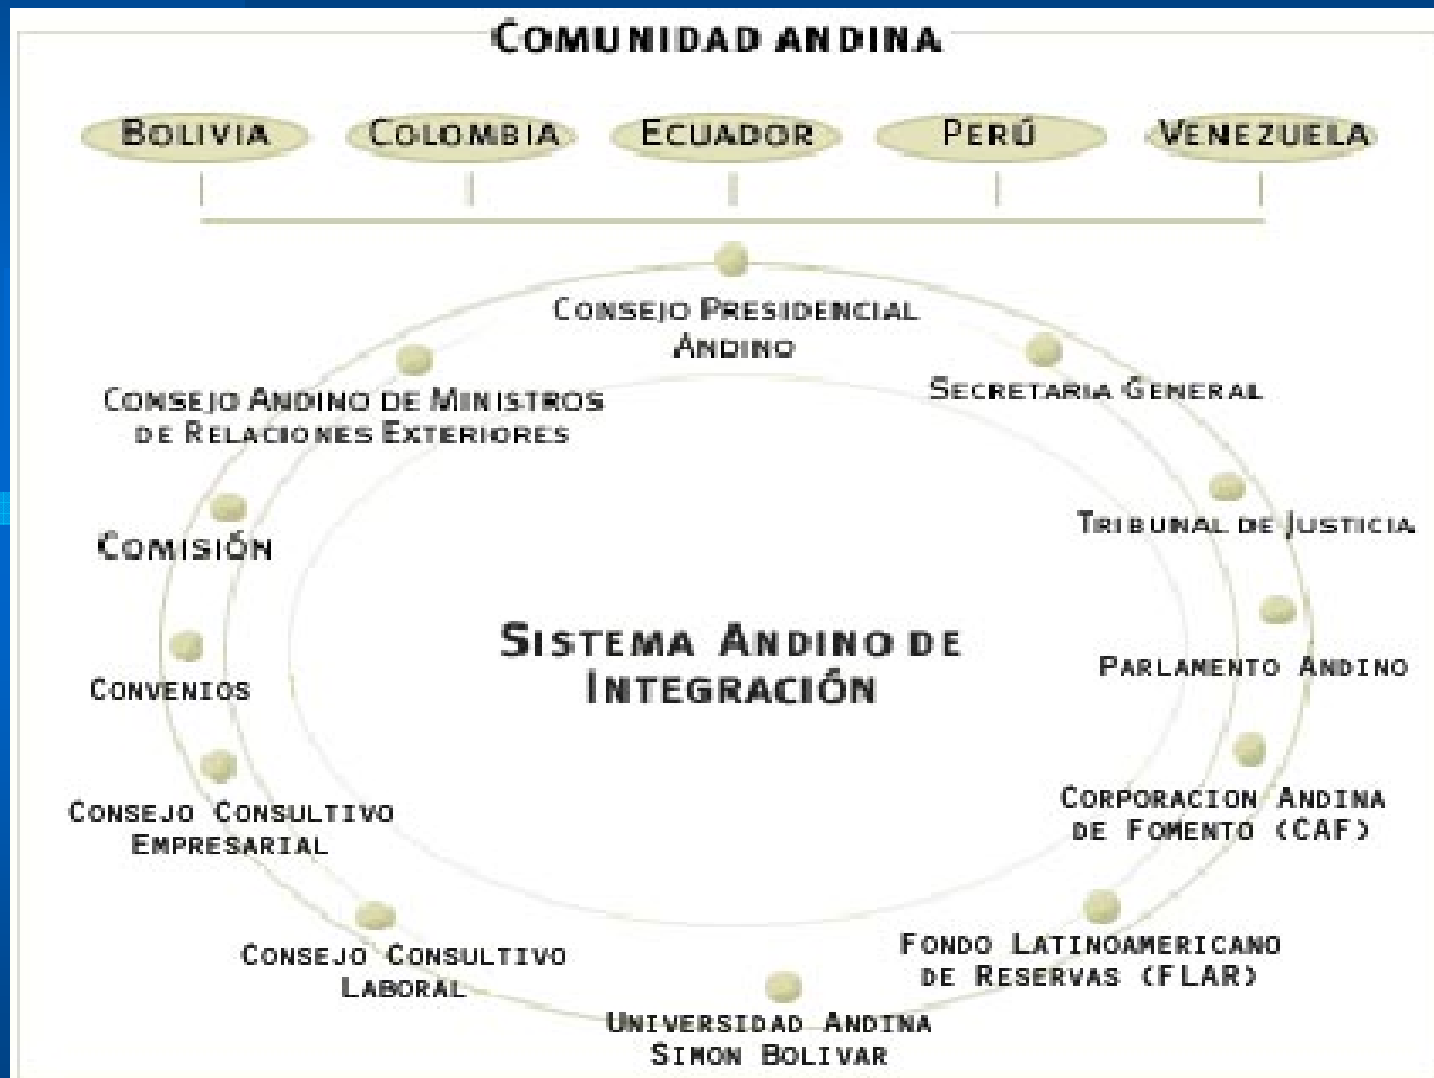 COMUNIDAD ANDINA
BOLIVIA COLOMBIA ECUADOR PERÚ VENEZUELA
CONSEJO PRESIDENCIAL
ANDINO
CONSEJO ANDINO DE MINISTROS
DE RELACIONES EXTERIORES
SECRETARIA GENERAL
COMISIÓN
TRIBUNAL DE JUSTICIA
SISTEMA ANDINO DE
INTEGRACIÓN
CONVENIOS
PARLAMENTO ANDINO
CONSEJO CONSULTIVO
EMPRESARIAL
CORPORACION ANDINA
DE FOMENTO (CAF)
CONSEJO CONSULTIVO
LABORAL
FONDO LATINOAMERICANO
DE RESERVAS (FLAR)
UNIVERSIDAD ANDINA
SIMON BOLIVAR